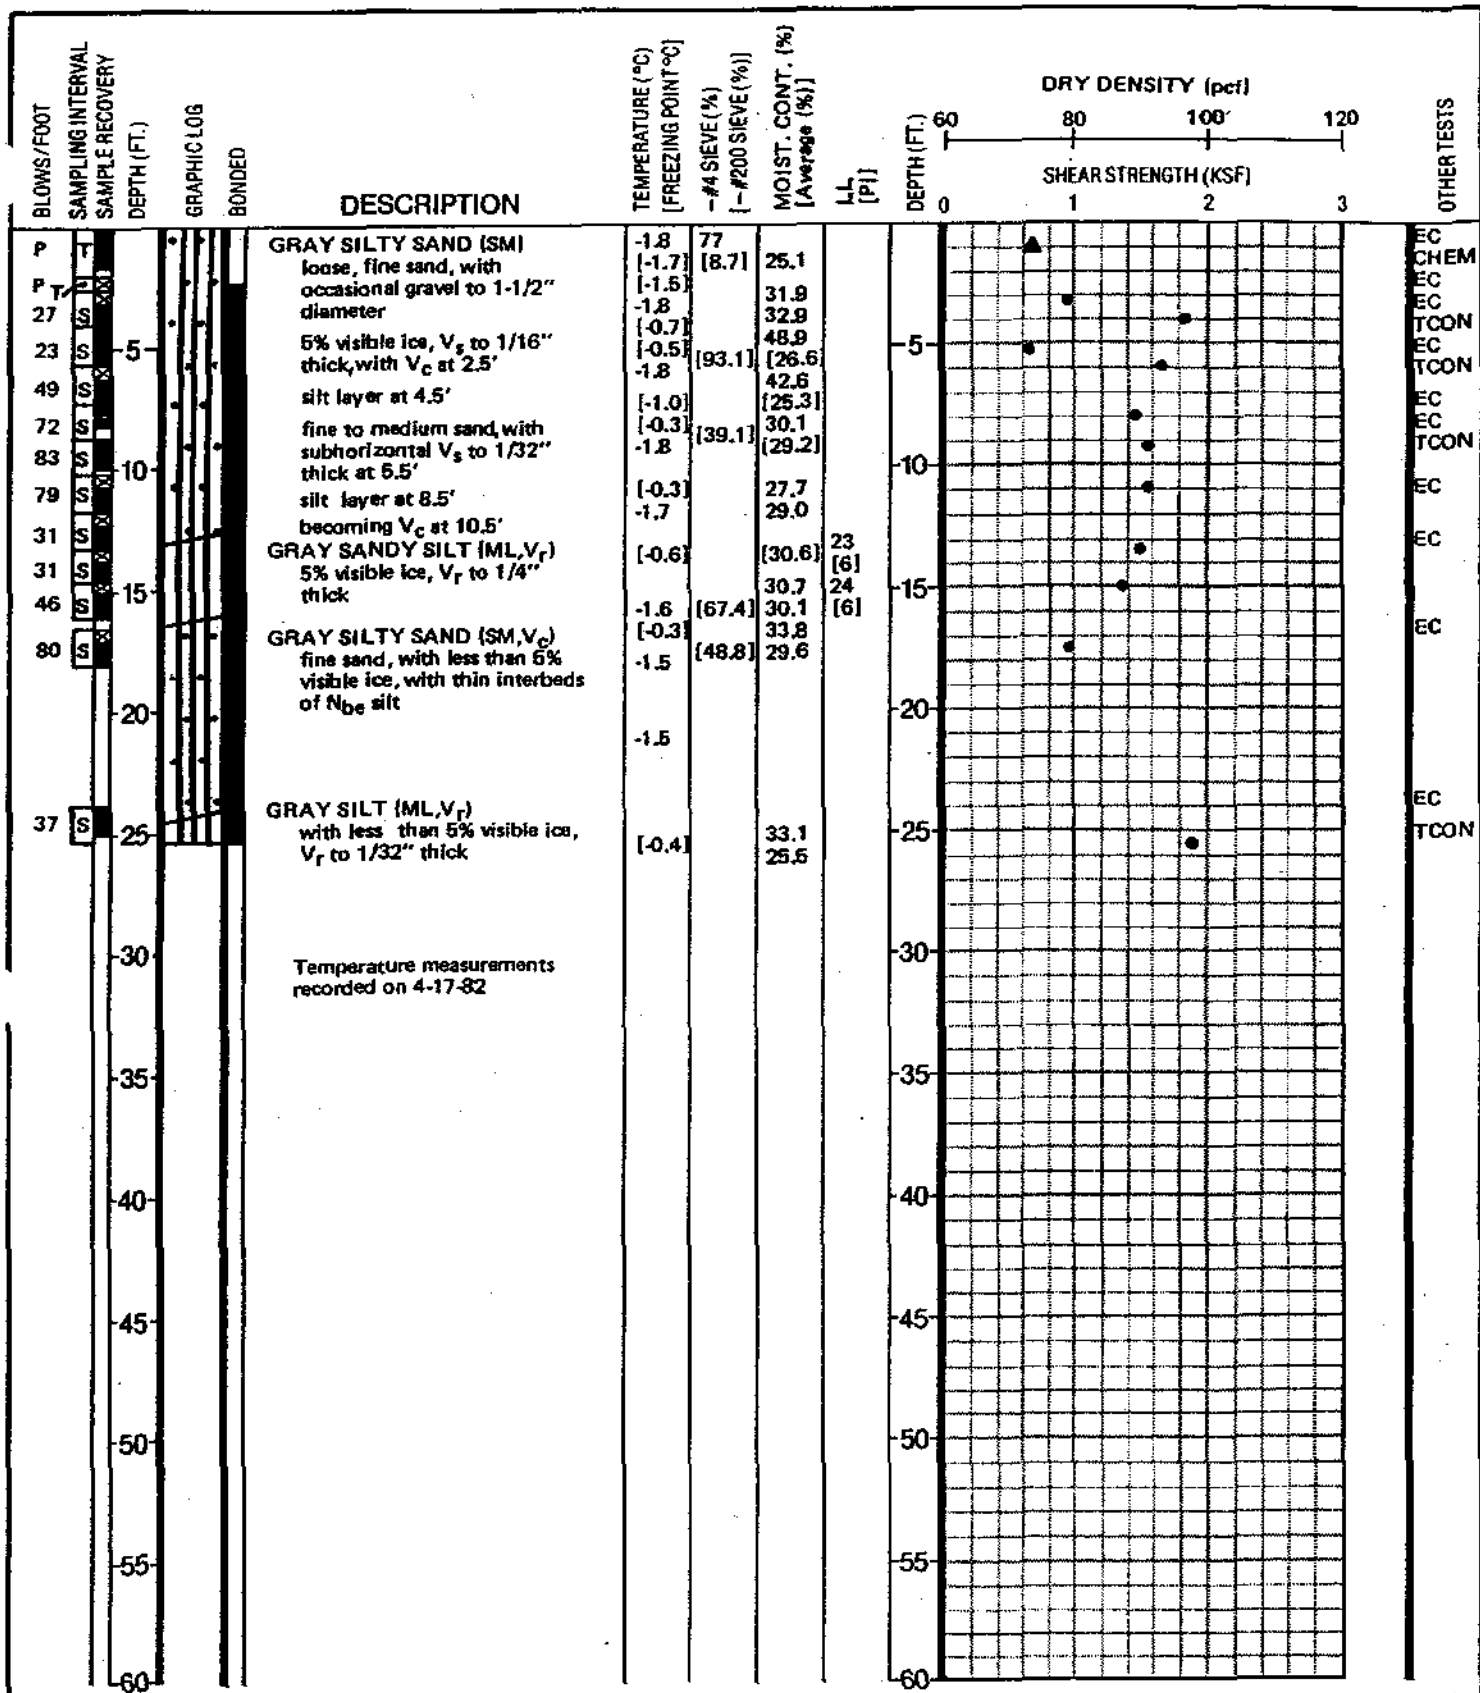 BLOWS/FOOT
SAMPLING INTERVAL
SAMPLE RECOVERY
DEPTH (FT.)
GRAPHIC LOG
BONDED
DESCRIPTION
TEMPERATURE (°C)
[FREEZING POINT °C]
-#4 SIEVE (%)
[-#200 SIEVE (%)]
MOIST. CONT. (%)
[Average (%)]
LL
[PI]
DEPTH (FT.)
DRY DENSITY (pcf)
60 80 100 120
SHEAR STRENGTH (KSF)
0 1 2 3
OTHER TESTS
P T
P T
27 S
23 S
49 S
72 S
83 S
79 S
31 S
31 S
46 S
80 S
37 S
5
10
15
20
25
30
35
40
45
50
55
60
GRAY SILTY SAND (SM)
loose, fine sand, with
occasional gravel to 1-1/2"
diameter
5% visible ice, Vs to 1/16"
thick, with Vc at 2.5'
silt layer at 4.5'
fine to medium sand, with
subhorizontal Vs to 1/32"
thick at 5.5'
silt layer at 8.5'
becoming Vc at 10.5'
GRAY SANDY SILT (ML,Vr)
5% visible ice, Vr to 1/4"
thick
GRAY SILTY SAND (SM,Vc)
fine sand, with less than 5%
visible ice, with thin interbeds
of Nbe silt
GRAY SILT (ML,Vr)
with less than 5% visible ice,
Vr to 1/32" thick
Temperature measurements
recorded on 4-17-82
-1.8
[-1.7]
[-1.5]
-1.8
[-0.7]
[-0.5]
-1.8
[-1.0]
[-0.3]
-1.8
[-0.3]
-1.7
[-0.6]
-1.6
[-0.3]
-1.5
-1.5
[-0.4]
77
[8.7]
[93.1]
[39.1]
[67.4]
[48.8]
25.1
31.9
32.9
48.9
[26.6]
42.6
[25.3]
30.1
[29.2]
27.7
29.0
[30.6]
30.7
30.1
33.8
29.6
33.1
25.5
23
[6]
24
[6]
5
10
15
20
25
30
35
40
45
50
55
60
EC
CHEM
EC
EC
TCON
EC
TCON
EC
EC
TCON
EC
EC
EC
EC
TCON